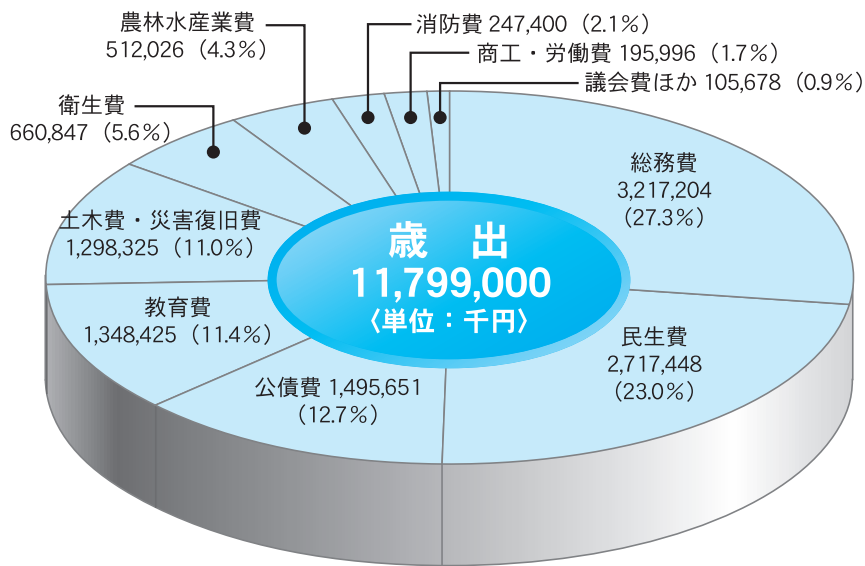 農林水産業費
512,026（4.3%）
消防費 247,400（2.1%）
商工・労働費 195,996（1.7%）
議会費ほか 105,678（0.9%）
衛生費
660,847（5.6%）
総務費
3,217,204
（27.3%）
土木費・災害復旧費
1,298,325（11.0%）
歳 出
11,799,000
〈単位：千円〉
教育費
1,348,425（11.4%）
民生費
2,717,448
（23.0%）
公債費 1,495,651
（12.7%）